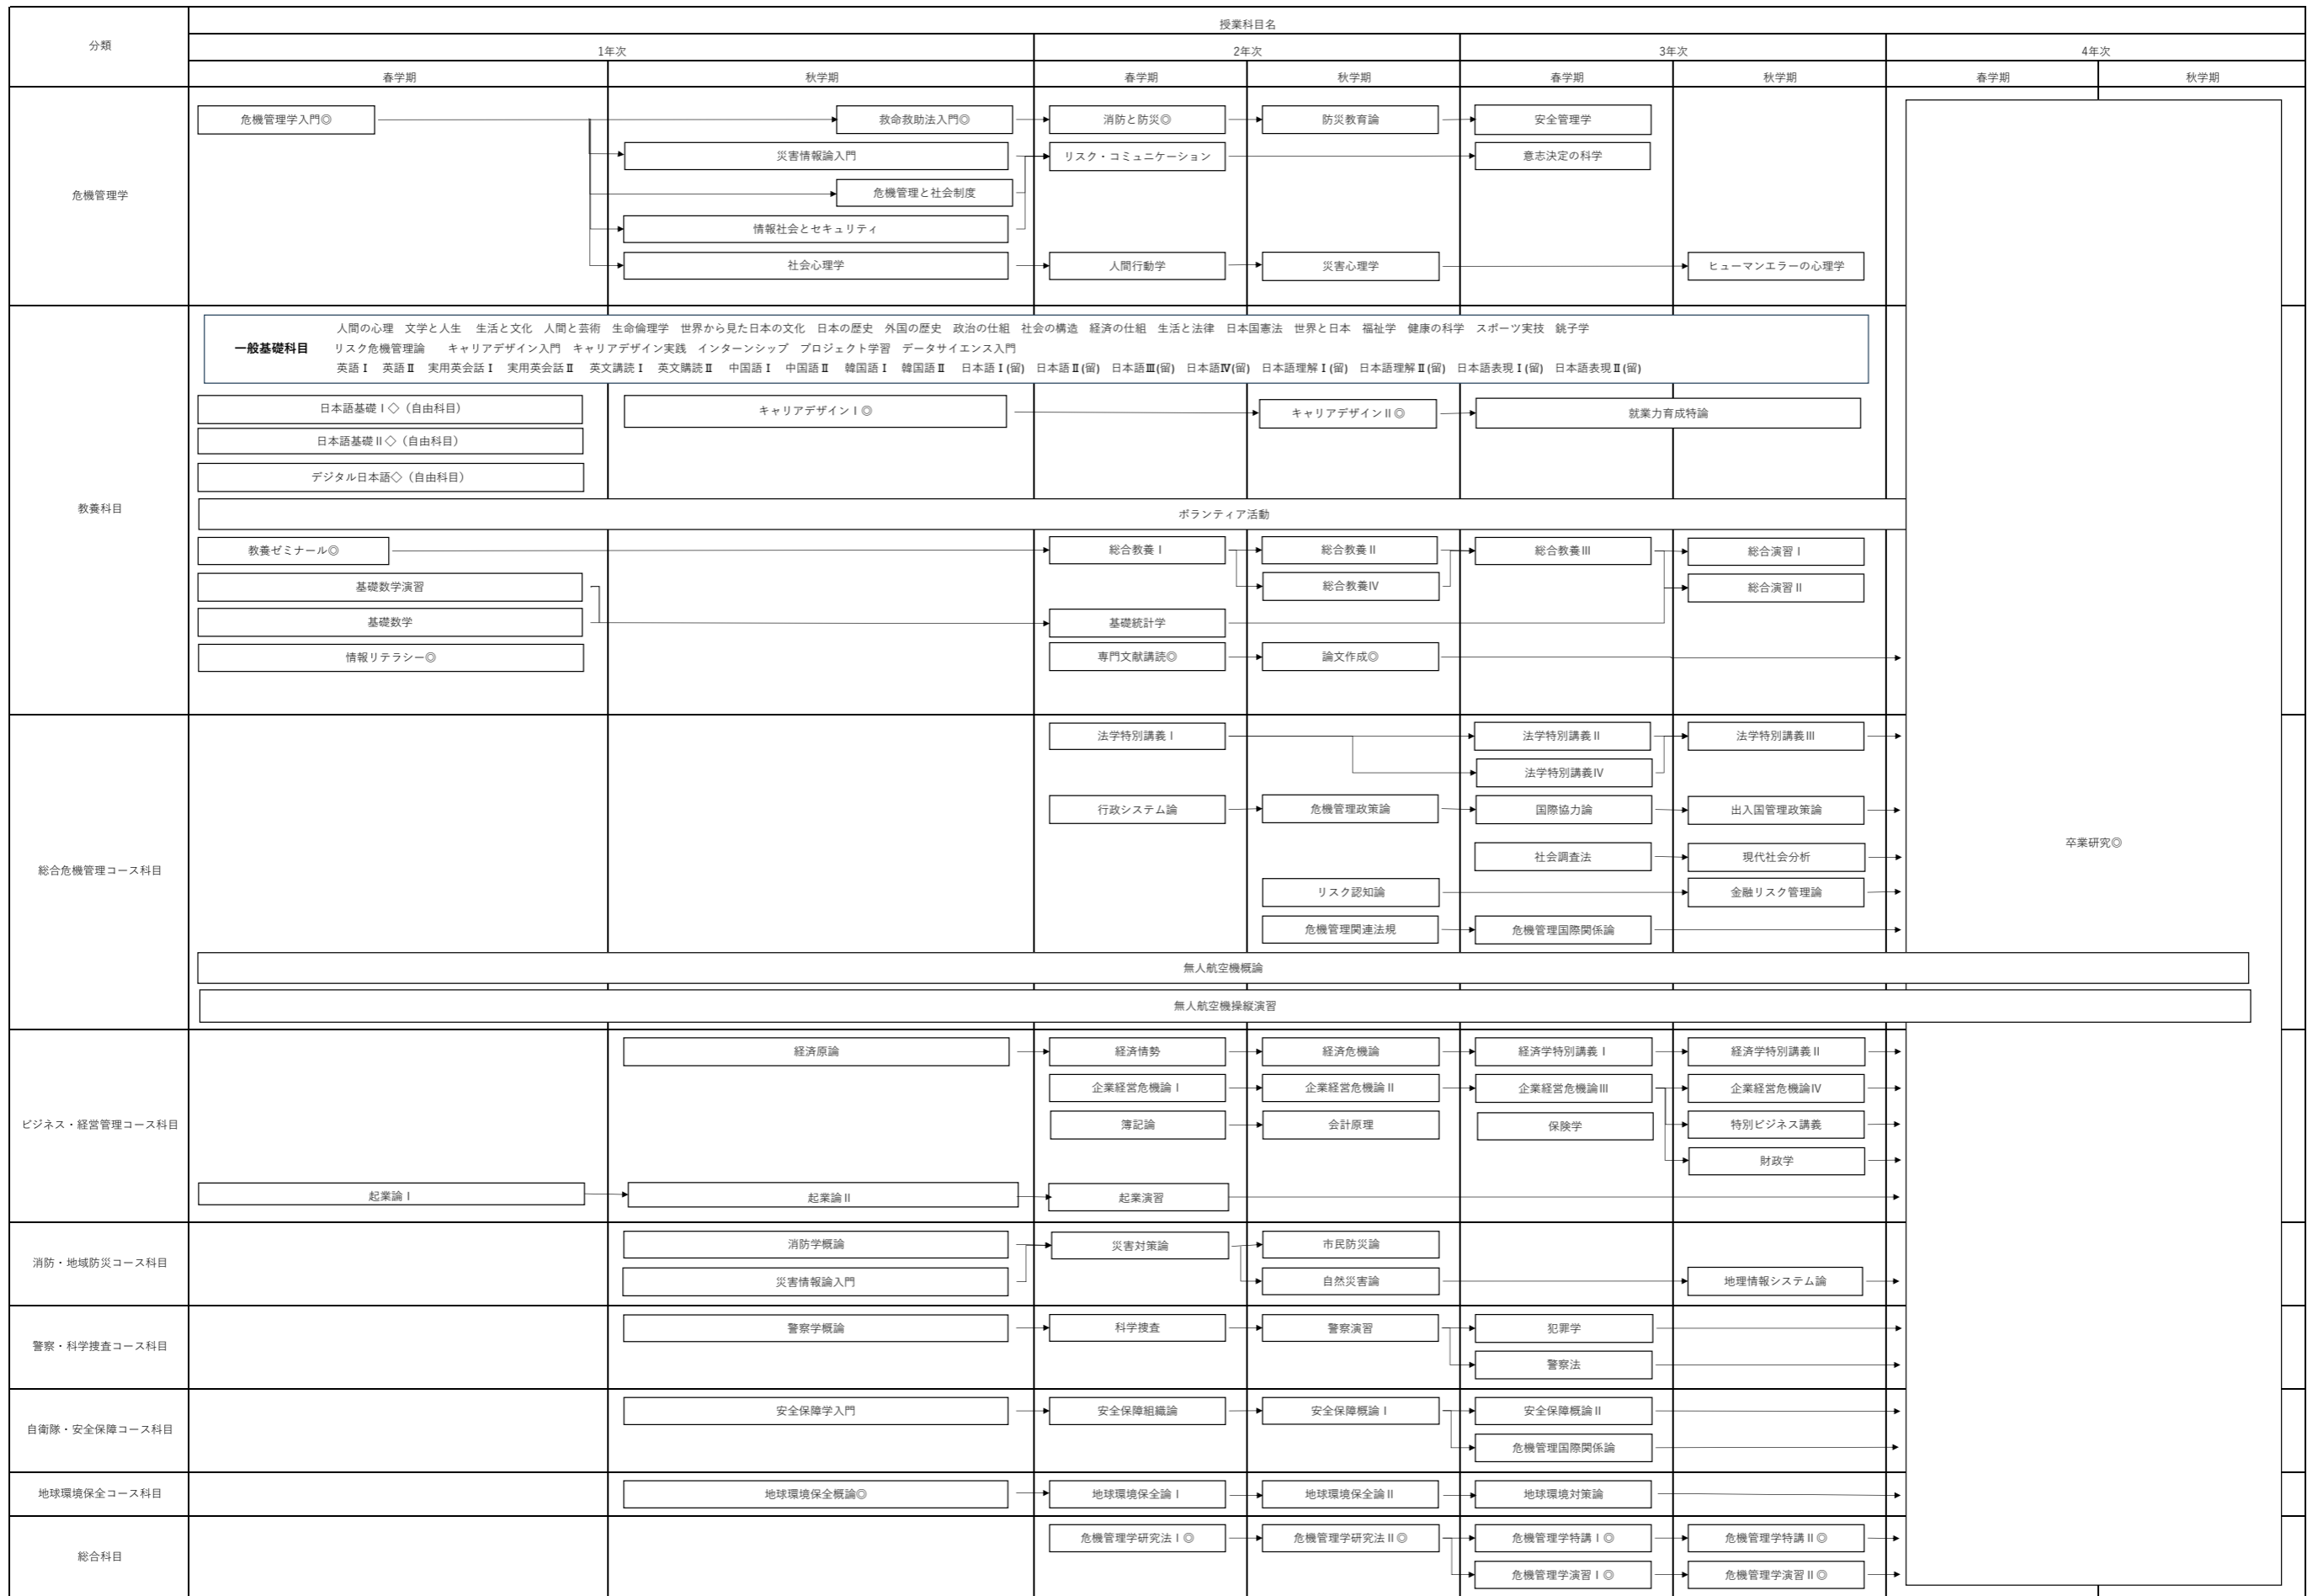 分類
授業科目名
1年次
2年次
3年次
4年次
春学期
秋学期
春学期
秋学期
春学期
秋学期
春学期
秋学期
危機管理学
危機管理学入門◎
救命救助法入門◎
消防と防災◎
防災教育論
安全管理学
災害情報論入門
リスク・コミュニケーション
意志決定の科学
危機管理と社会制度
情報社会とセキュリティ
社会心理学
人間行動学
災害心理学
ヒューマンエラーの心理学
教養科目
一般基礎科目
人間の心理 文学と人生 生活と文化 人間と芸術 生命倫理学 世界から見た日本の文化 日本の歴史 外国の歴史 政治の仕組 社会の構造 経済の仕組 生活と法律 日本国憲法 世界と日本 福祉学 健康の科学 スポーツ実技 銚子学
リスク危機管理論 キャリアデザイン入門 キャリアデザイン実践 インターンシップ プロジェクト学習 データサイエンス入門
英語Ⅰ 英語Ⅱ 実用英会話Ⅰ 実用英会話Ⅱ 英文講読Ⅰ 英文購読Ⅱ 中国語Ⅰ 中国語Ⅱ 韓国語Ⅰ 韓国語Ⅱ 日本語Ⅰ(留) 日本語Ⅱ(留) 日本語Ⅲ(留) 日本語Ⅳ(留) 日本語理解Ⅰ(留) 日本語理解Ⅱ(留) 日本語表現Ⅰ(留) 日本語表現Ⅱ(留)
日本語基礎Ⅰ◇（自由科目）
キャリアデザインⅠ◎
キャリアデザインⅡ◎
就業力育成特論
日本語基礎Ⅱ◇（自由科目）
デジタル日本語◇（自由科目）
ボランティア活動
教養ゼミナール◎
総合教養Ⅰ
総合教養Ⅱ
総合教養Ⅲ
総合演習Ⅰ
基礎数学演習
総合教養Ⅳ
総合演習Ⅱ
基礎数学
基礎統計学
情報リテラシー◎
専門文献講読◎
論文作成◎
総合危機管理コース科目
法学特別講義Ⅰ
法学特別講義Ⅱ
法学特別講義Ⅲ
法学特別講義Ⅳ
行政システム論
危機管理政策論
国際協力論
出入国管理政策論
卒業研究◎
社会調査法
現代社会分析
リスク認知論
金融リスク管理論
危機管理関連法規
危機管理国際関係論
無人航空機概論
無人航空機操縦演習
ビジネス・経営管理コース科目
経済原論
経済情勢
経済危機論
経済学特別講義Ⅰ
経済学特別講義Ⅱ
企業経営危機論Ⅰ
企業経営危機論Ⅱ
企業経営危機論Ⅲ
企業経営危機論Ⅳ
簿記論
会計原理
保険学
特別ビジネス講義
財政学
起業論Ⅰ
起業論Ⅱ
起業演習
消防・地域防災コース科目
消防学概論
災害対策論
市民防災論
災害情報論入門
自然災害論
地理情報システム論
警察・科学捜査コース科目
警察学概論
科学捜査
警察演習
犯罪学
警察法
自衛隊・安全保障コース科目
安全保障学入門
安全保障組織論
安全保障概論Ⅰ
安全保障概論Ⅱ
危機管理国際関係論
地球環境保全コース科目
地球環境保全概論◎
地球環境保全論Ⅰ
地球環境保全論Ⅱ
地球環境対策論
総合科目
危機管理学研究法Ⅰ◎
危機管理学研究法Ⅱ◎
危機管理学特講Ⅰ◎
危機管理学特講Ⅱ◎
危機管理学演習Ⅰ◎
危機管理学演習Ⅱ◎